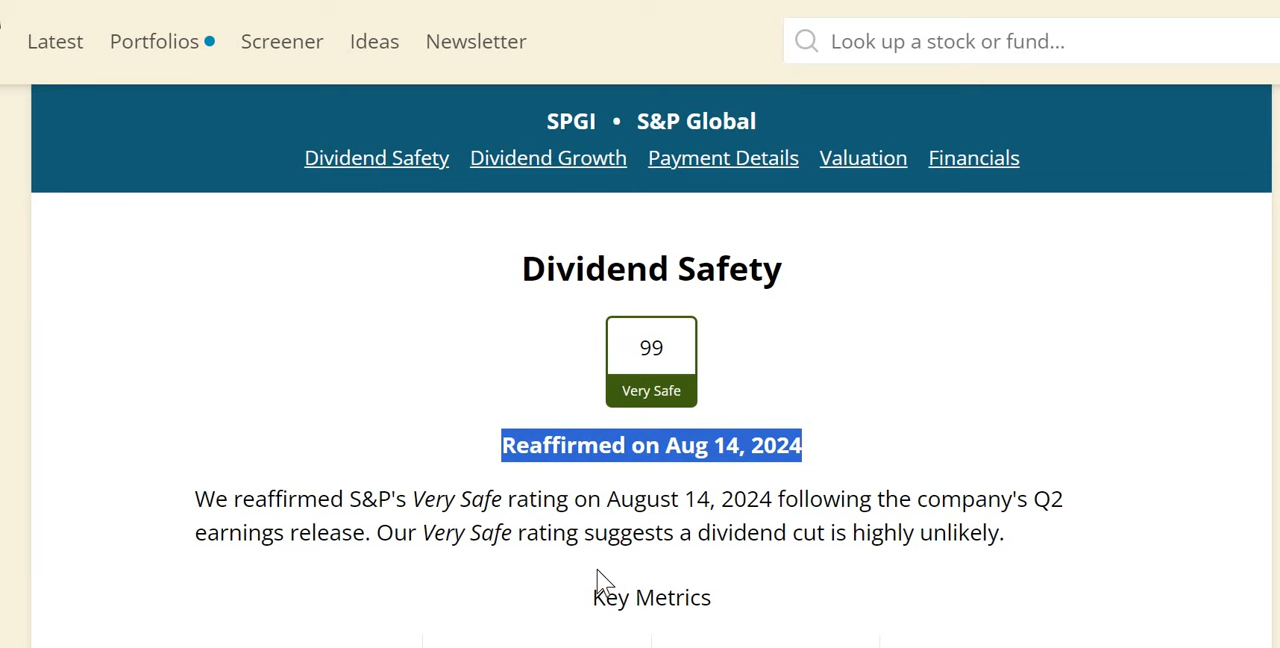 Latest Portfolios Screener Ideas Newsletter Look up a stock or fund...
SPGI • S&P Global
Dividend Safety Dividend Growth Payment Details Valuation Financials
Dividend Safety
99
Very Safe
Reaffirmed on Aug 14, 2024
We reaffirmed S&P's Very Safe rating on August 14, 2024 following the company's Q2
earnings release. Our Very Safe rating suggests a dividend cut is highly unlikely.
Key Metrics